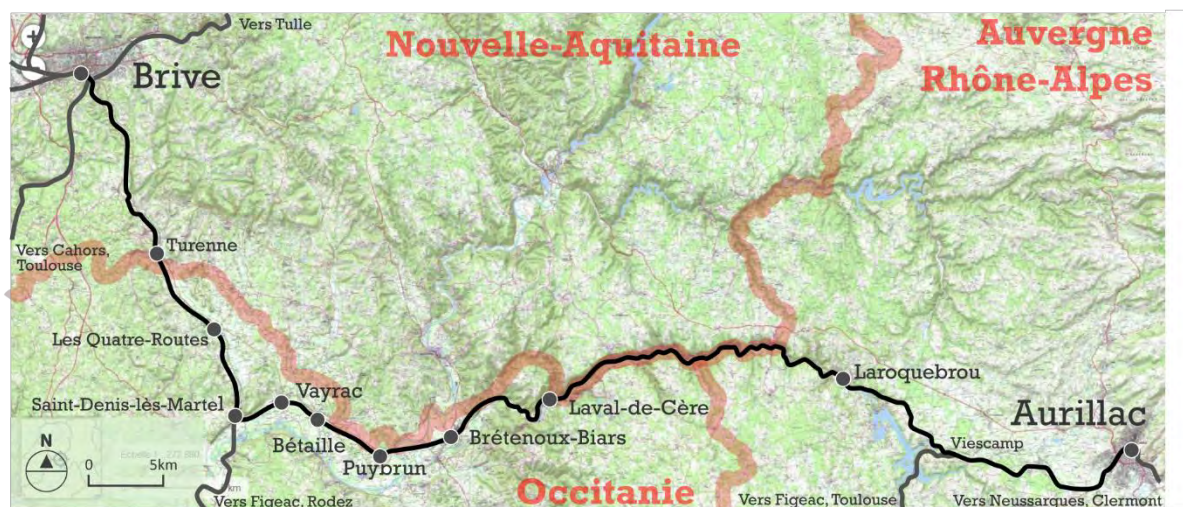 Vers Tulle
Nouvelle-Aquitaine
Auvergne
Rhône-Alpes
Brive
Vers Cahors,
Toulouse
Turenne
Les Quatre-Routes
Saint-Denis-lès-Martel
Vayrac
Bétaille
Puybrun
Brétenoux-Biars
Laval-de-Cère
Laroquebrou
Aurillac
Viescamp
N
0 5km
km
Vers Figeac, Rodez
Occitanie
Vers Figeac, Toulouse
Vers Neussargues, Clermont